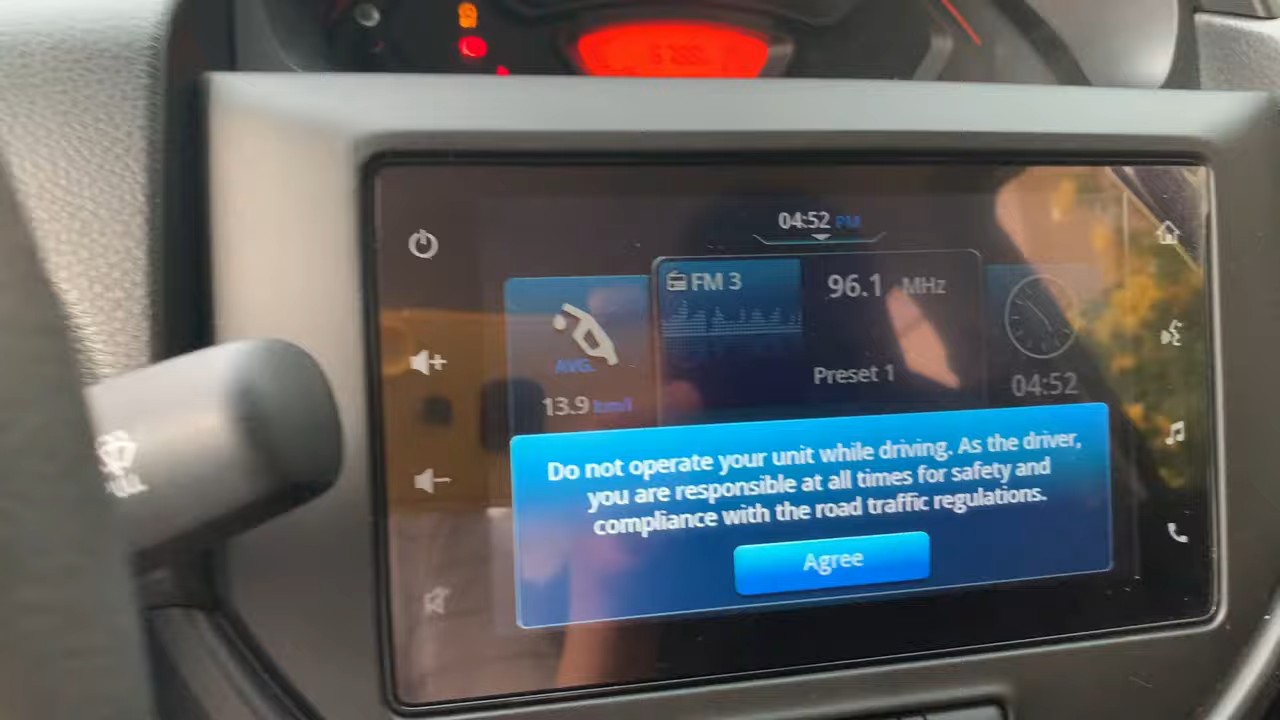 04:52 PM
FM 3
96.1 MHz
AVG.
13.9 km/l
Preset 1
04:52
Do not operate your unit while driving. As the driver,
you are responsible at all times for safety and
compliance with the road traffic regulations.
Agree